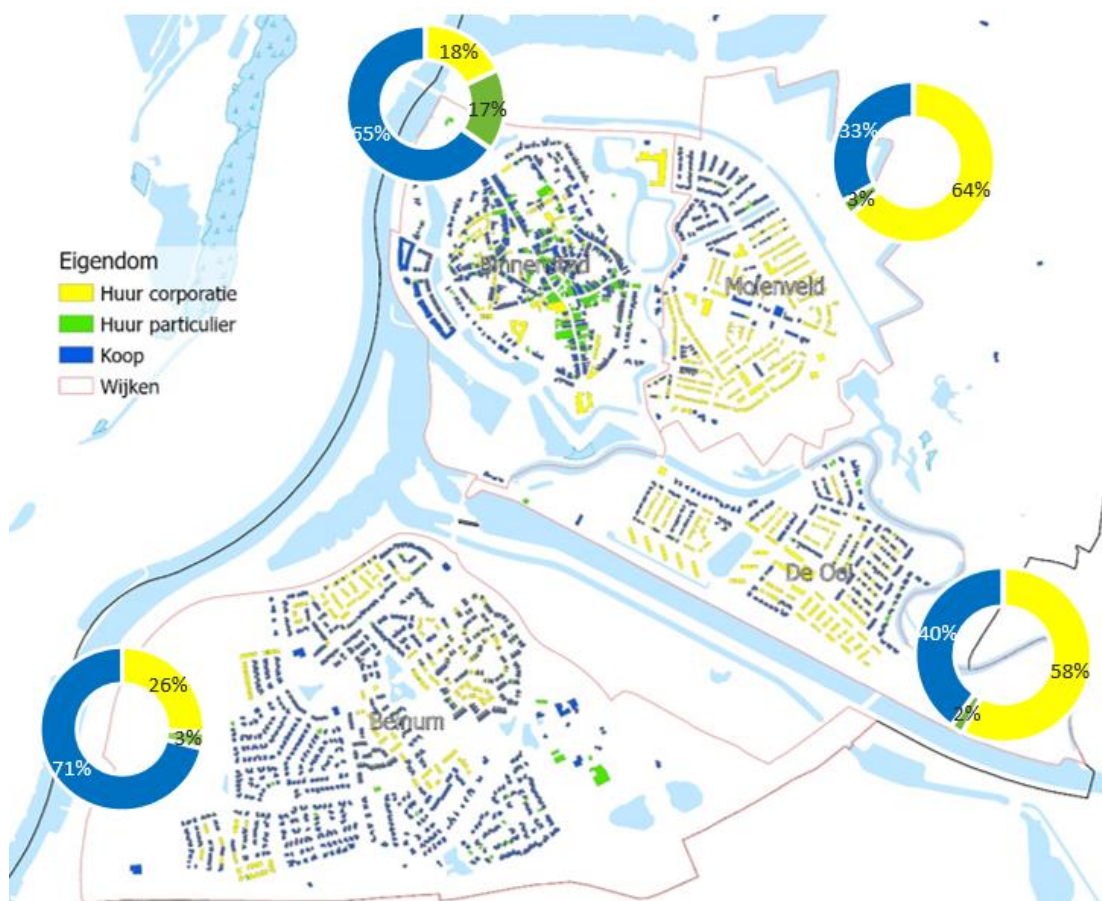 18%
17%
65%
33%
3%
64%
Eigendom
Huur corporatie
Huur particulier
Koop
Wijken
Binnenstad
Molenveld
De Ooi
40%
58%
2%
26%
3%
71%
Beinum